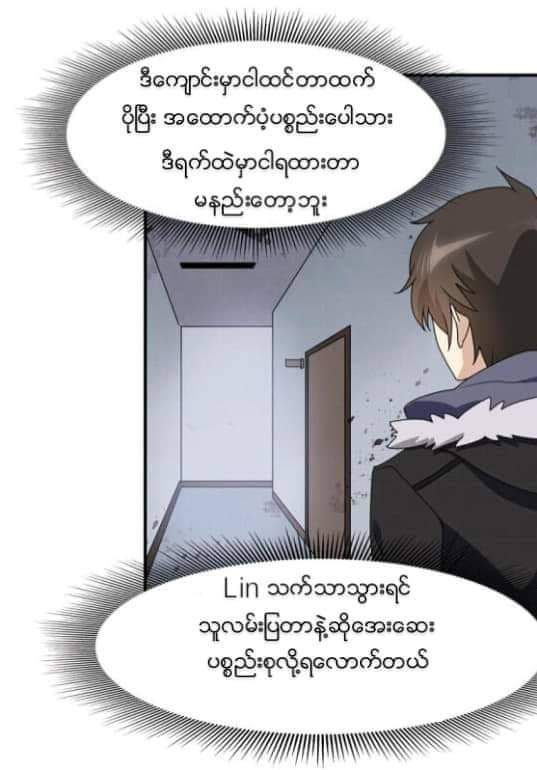 ဒီကျောင်းမှာငါထင်တာထက်
ပိုပြီး အထောက်ပံ့ပစ္စည်းပေါသား
ဒီရက်ထဲမှာငါရထားတာ
မနည်းတော့ဘူး
Lin သက်သာသွားရင်
သူလမ်းပြတာနဲ့ဆိုအေးဆေး
ပစ္စည်းစုလို့ရလောက်တယ်